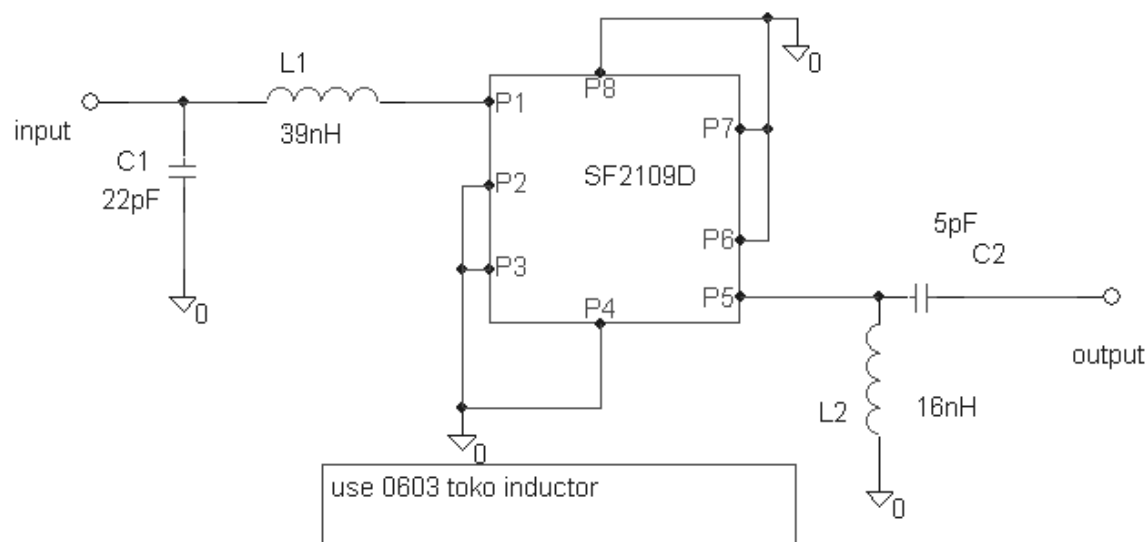 0
L1
P8
P1
input
39nH
P7
C1
SF2109D
22pF
P2
5pF
P6
C2
P3
P5
0
P4
output
L2
16nH
0
use 0603 toko inductor
0